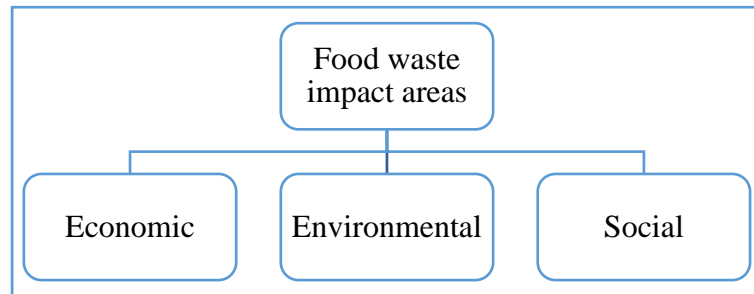 Food waste
impact areas
Economic
Environmental
Social